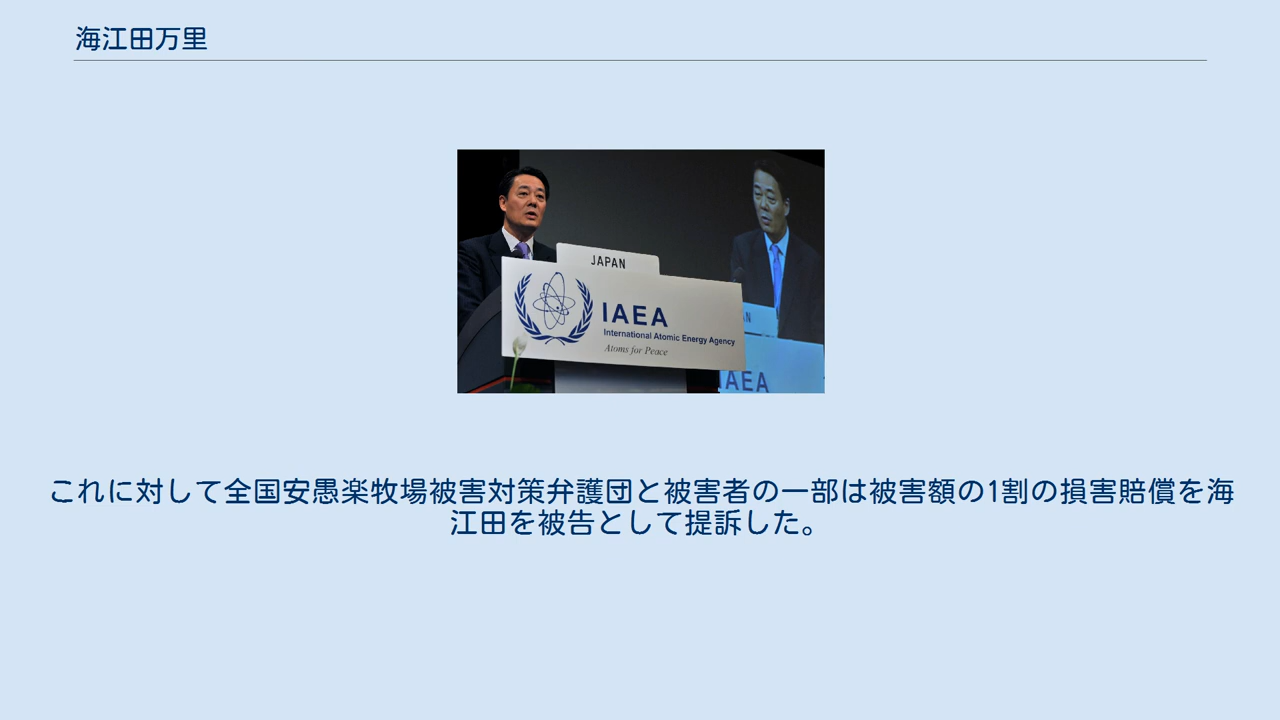 海江田万里
JAPAN
IAEA
International Atomic Energy Agency
Atoms for Peace
AN
IAEA
これに対して全国安愚楽牧場被害対策弁護団と被害者の一部は被害額の1割の損害賠償を海
江田を被告として提訴した。